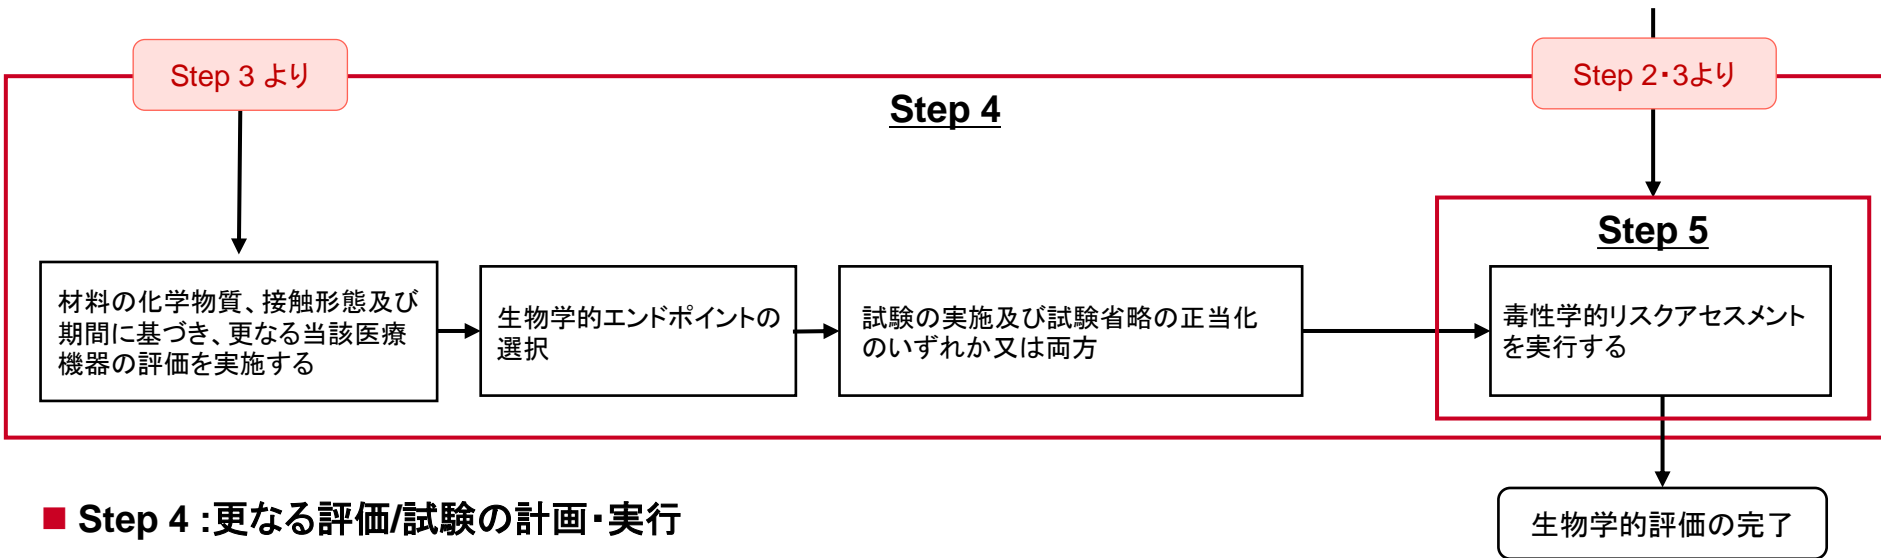 Step 3 より
Step 2・3より
Step 4
Step 5
材料の化学物質、接触形態及び
期間に基づき、更なる当該医療
機器の評価を実施する
生物学的エンドポイントの
選択
試験の実施及び試験省略の正当化
のいずれか又は両方
毒性学的リスクアセスメント
を実行する
■ Step 4 :更なる評価/試験の計画・実行
生物学的評価の完了